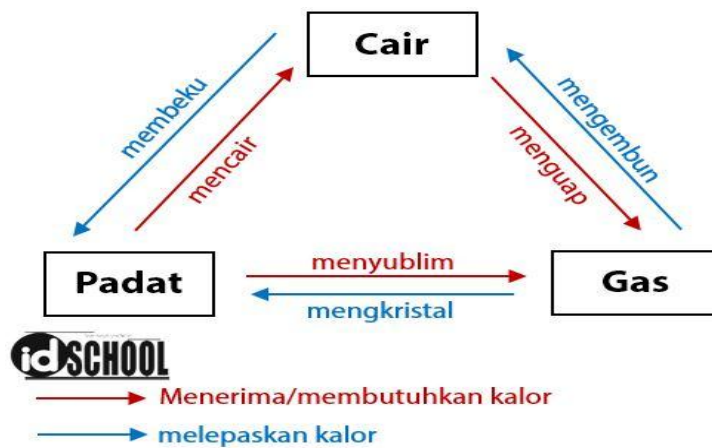 Cair
membeku
mencair
menguap
mengembun
Padat
menyublim
mengkristal
Gas
idSCHOOL
Menerima/membutuhkan kalor
melepaskan kalor